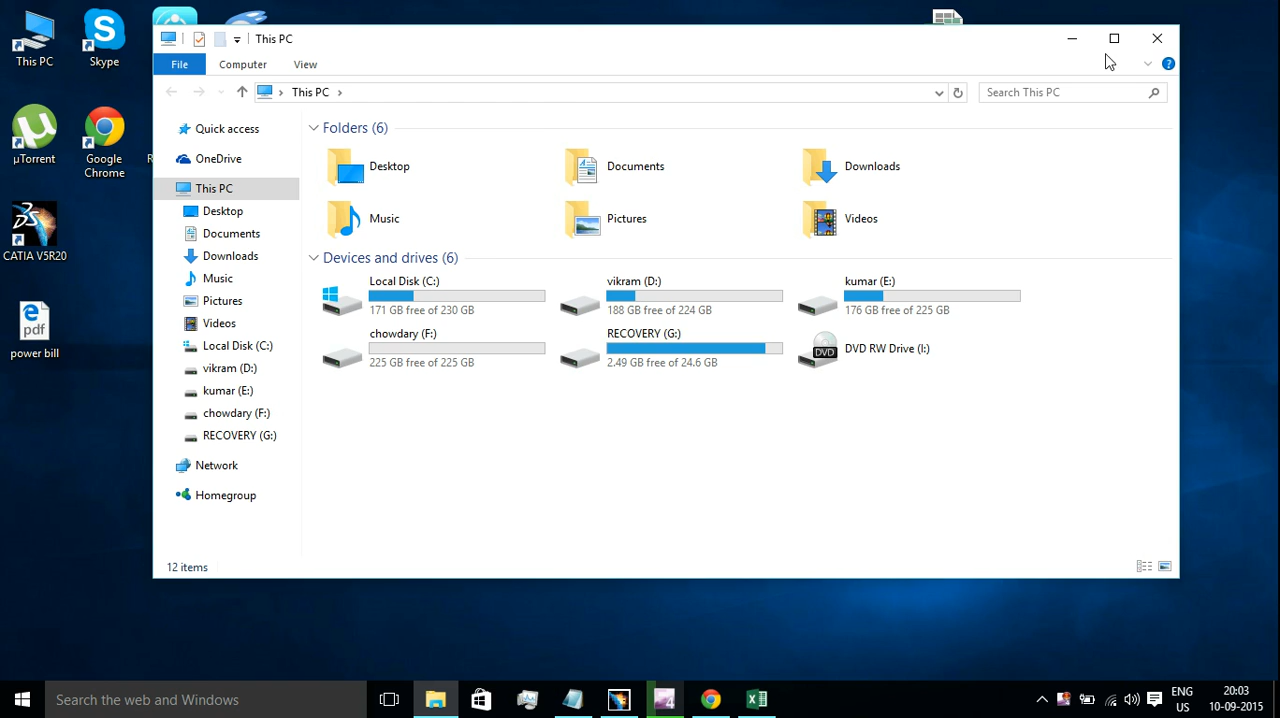 This PC
Skype
µTorrent
Google
Chrome
R
CATIA V5R20
pdf
power bill
This PC
File
Computer
View
This PC
Search This PC
Quick access
OneDrive
This PC
Desktop
Documents
Downloads
Music
Pictures
Videos
Local Disk (C:)
vikram (D:)
kumar (E:)
chowdary (F:)
RECOVERY (G:)
Network
Homegroup
Folders (6)
Desktop
Documents
Downloads
Music
Pictures
Videos
Devices and drives (6)
Local Disk (C:)
171 GB free of 230 GB
vikram (D:)
188 GB free of 224 GB
kumar (E:)
176 GB free of 225 GB
chowdary (F:)
225 GB free of 225 GB
RECOVERY (G:)
2.49 GB free of 24.6 GB
DVD
DVD RW Drive (I:)
12 items
Search the web and Windows
ENG
US
20:03
10-09-2015